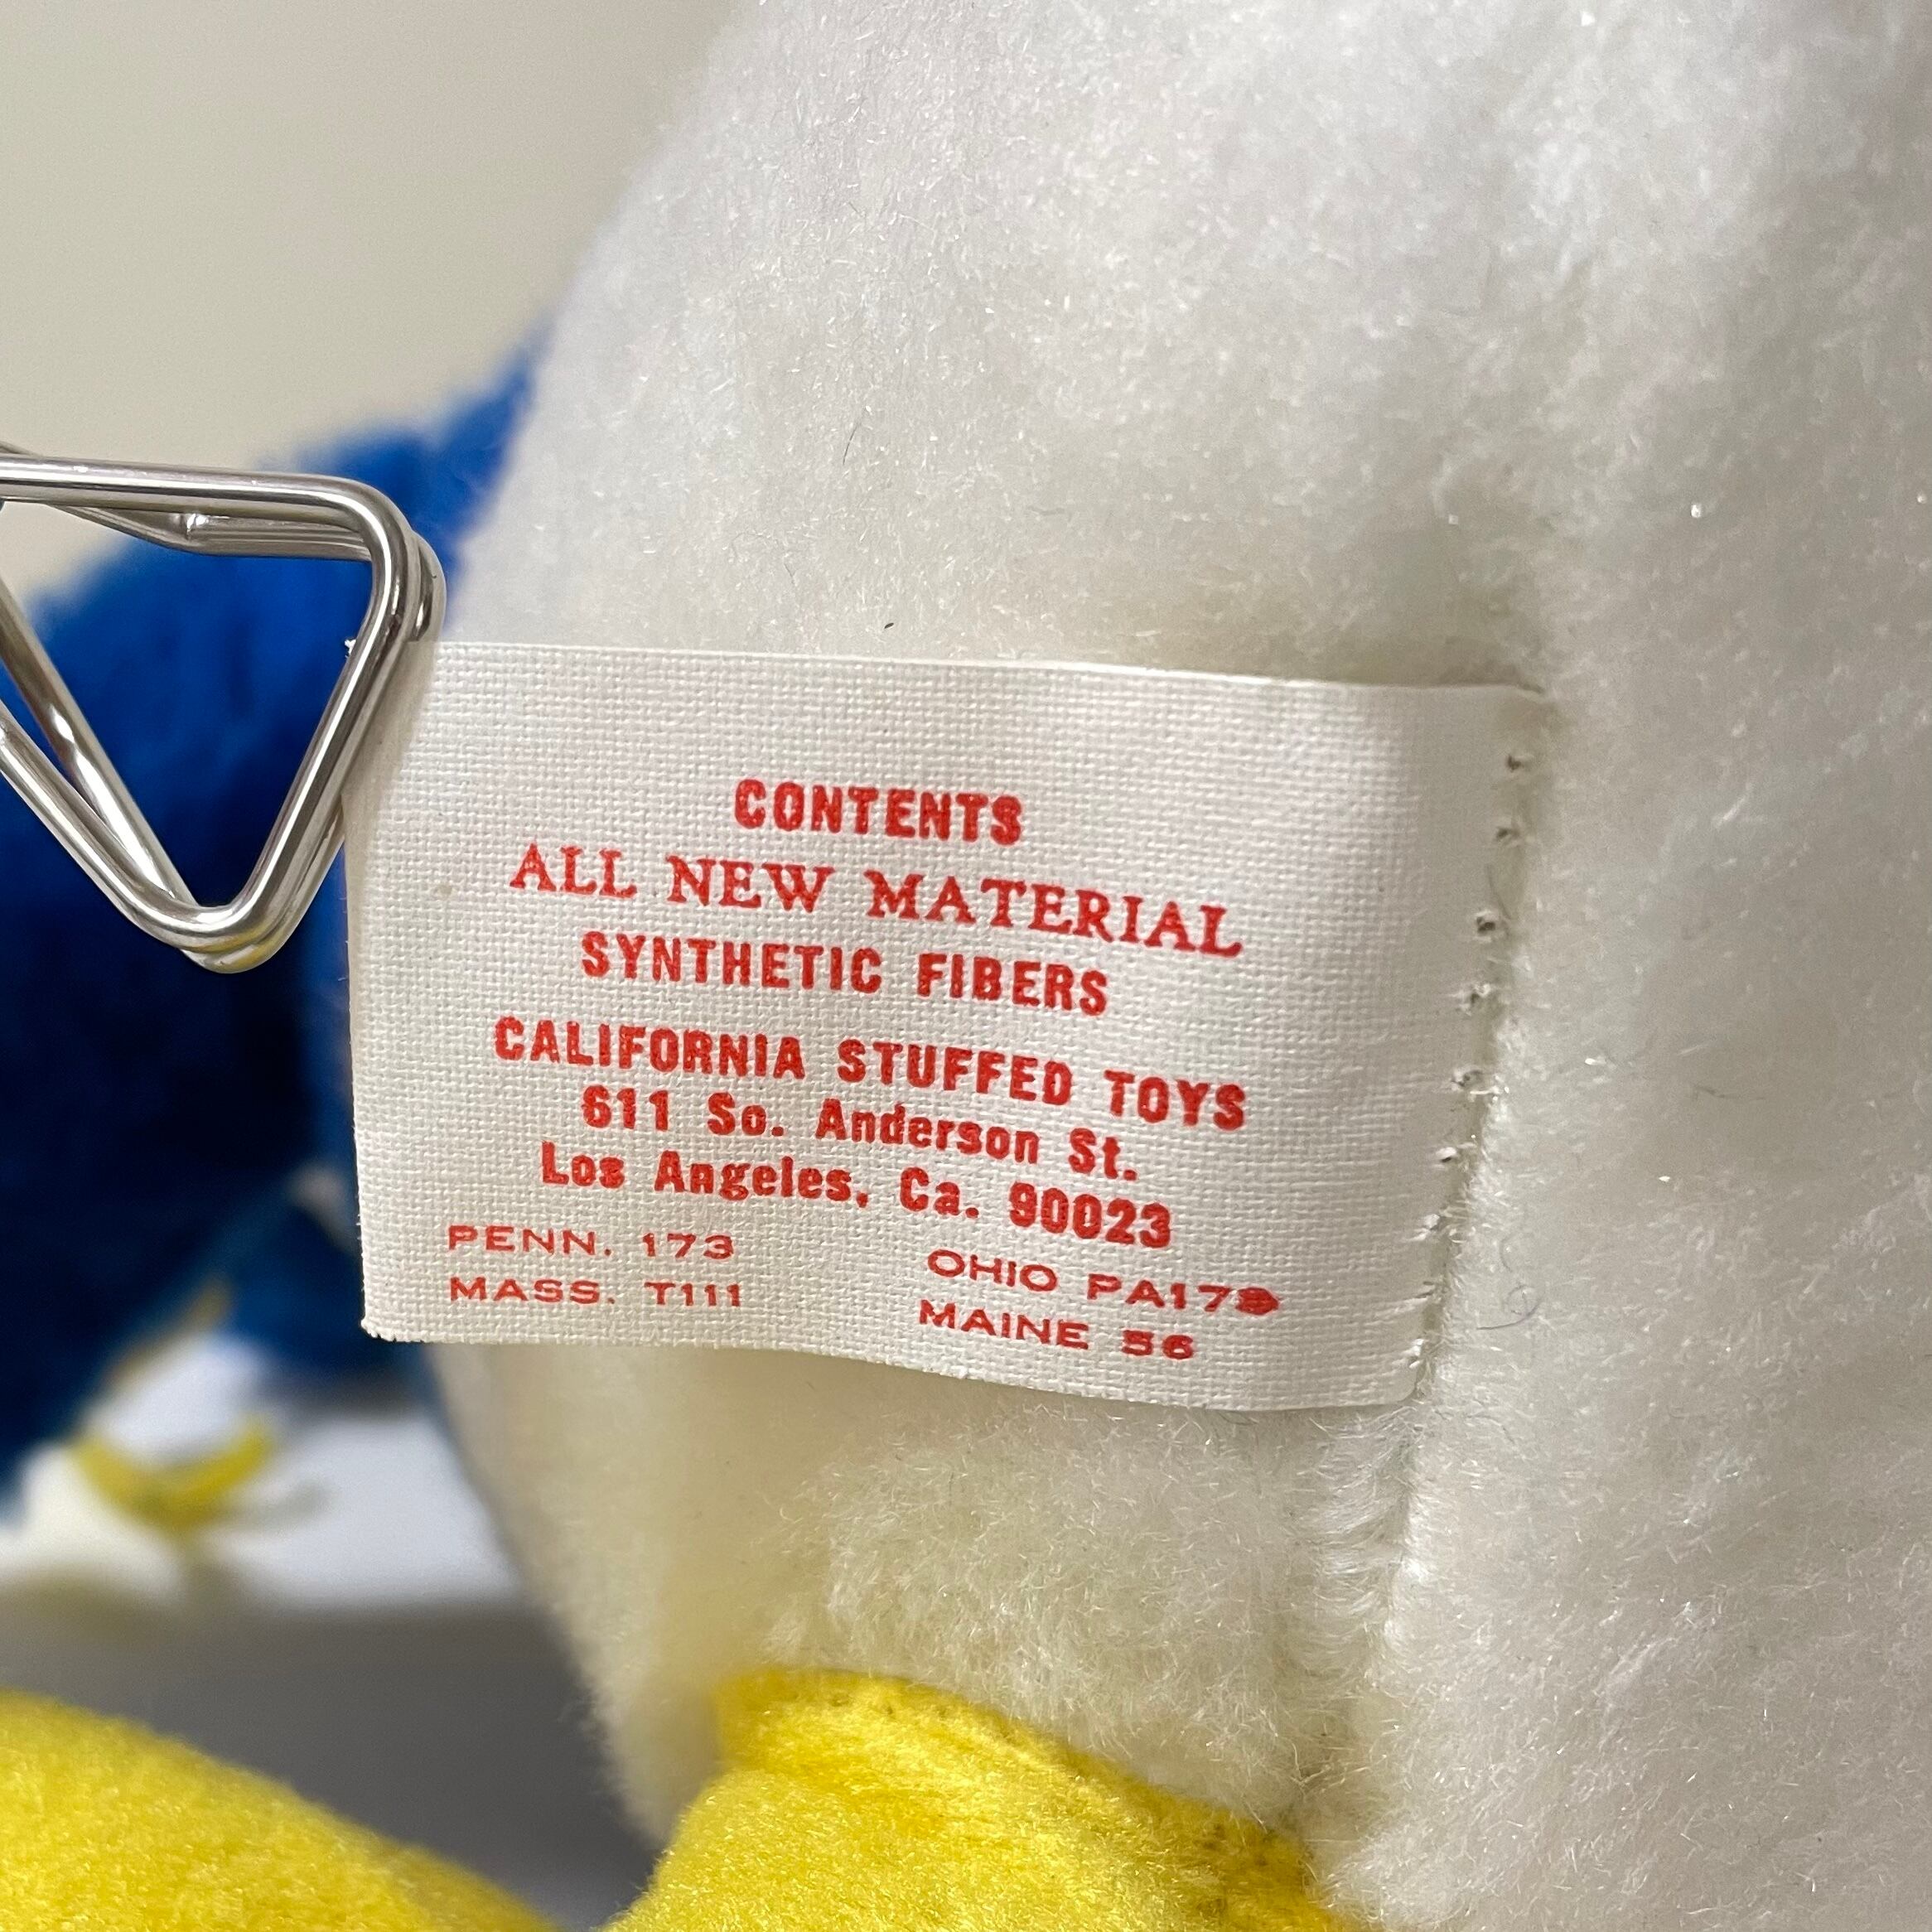 CONTENTS
ALL NEW MATERIAL
SYNTHETIC FIBERS
CALIFORNIA STUFFED TOYS
611 So. Anderson St.
Los Angeles, Ca. 90023
PENN. 173 OHIO
MASS. T111 MAINE 56